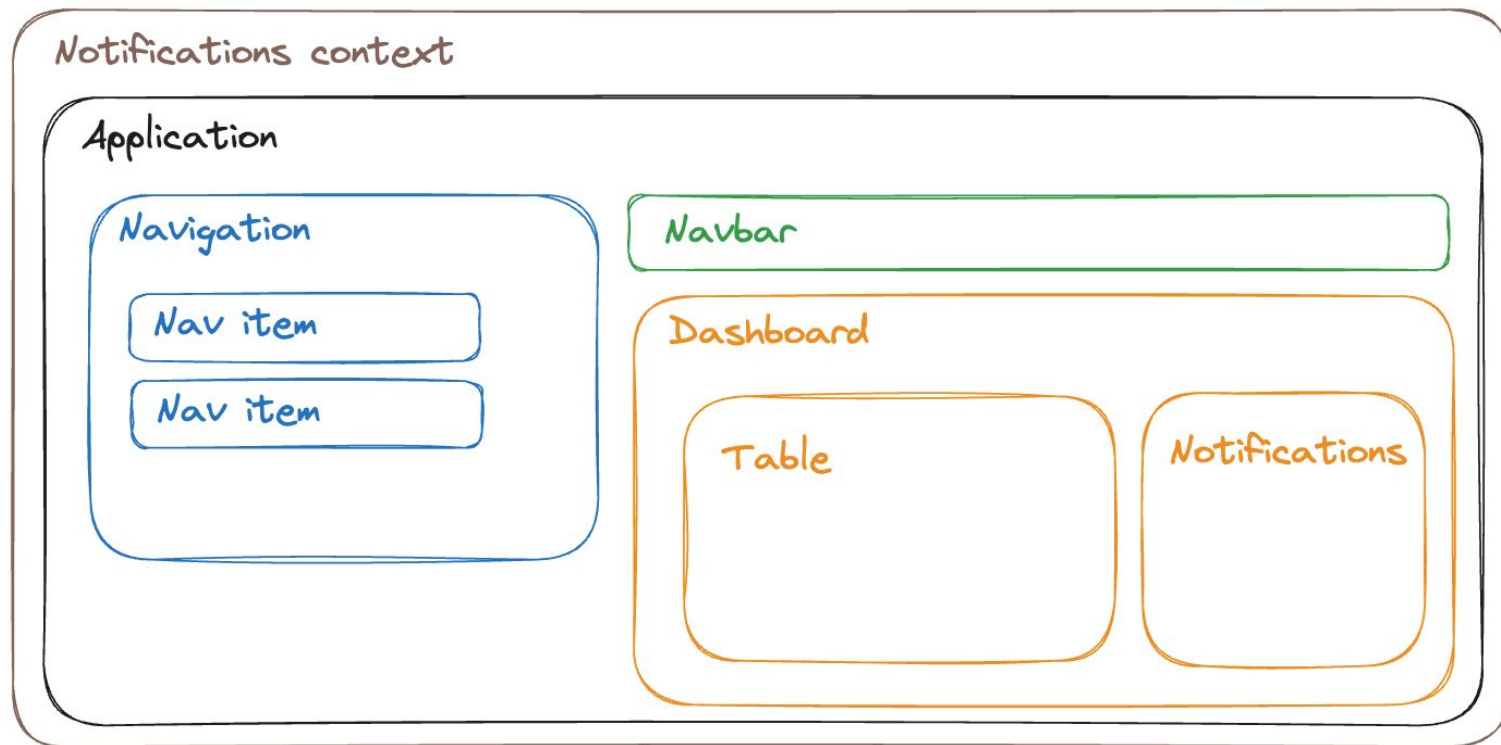 Notifications context
Application
Navigation
Nav item
Nav item
Navbar
Dashboard
Table
Notifications